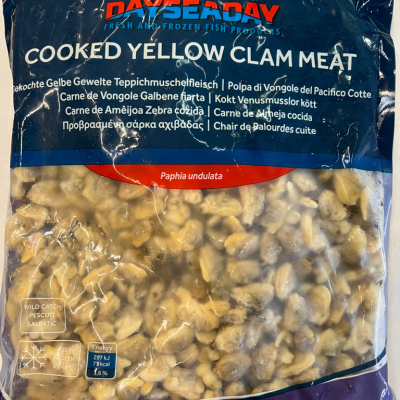 DAYSEADAY
FRESH AND FROZEN FISH PRODUCTS
COOKED YELLOW CLAM MEAT
Gekochte Gelbe Gewelte Teppichmuschelfleisch | Polpa di Vongole del Pacifico Cotte
Carne de Vongole Galbene fiarta | Kokt Venusmusslor kött
Carne de Amêijoa Zebra cozida | Carne de Almeja cocida
Προβρασμένη σάρκα αχιβάδας | Chair de Palourdes cuite
Paphia undulata
WILD CATCH
PESCUIT
SALBATIC
Energy
297 kJ
kcal